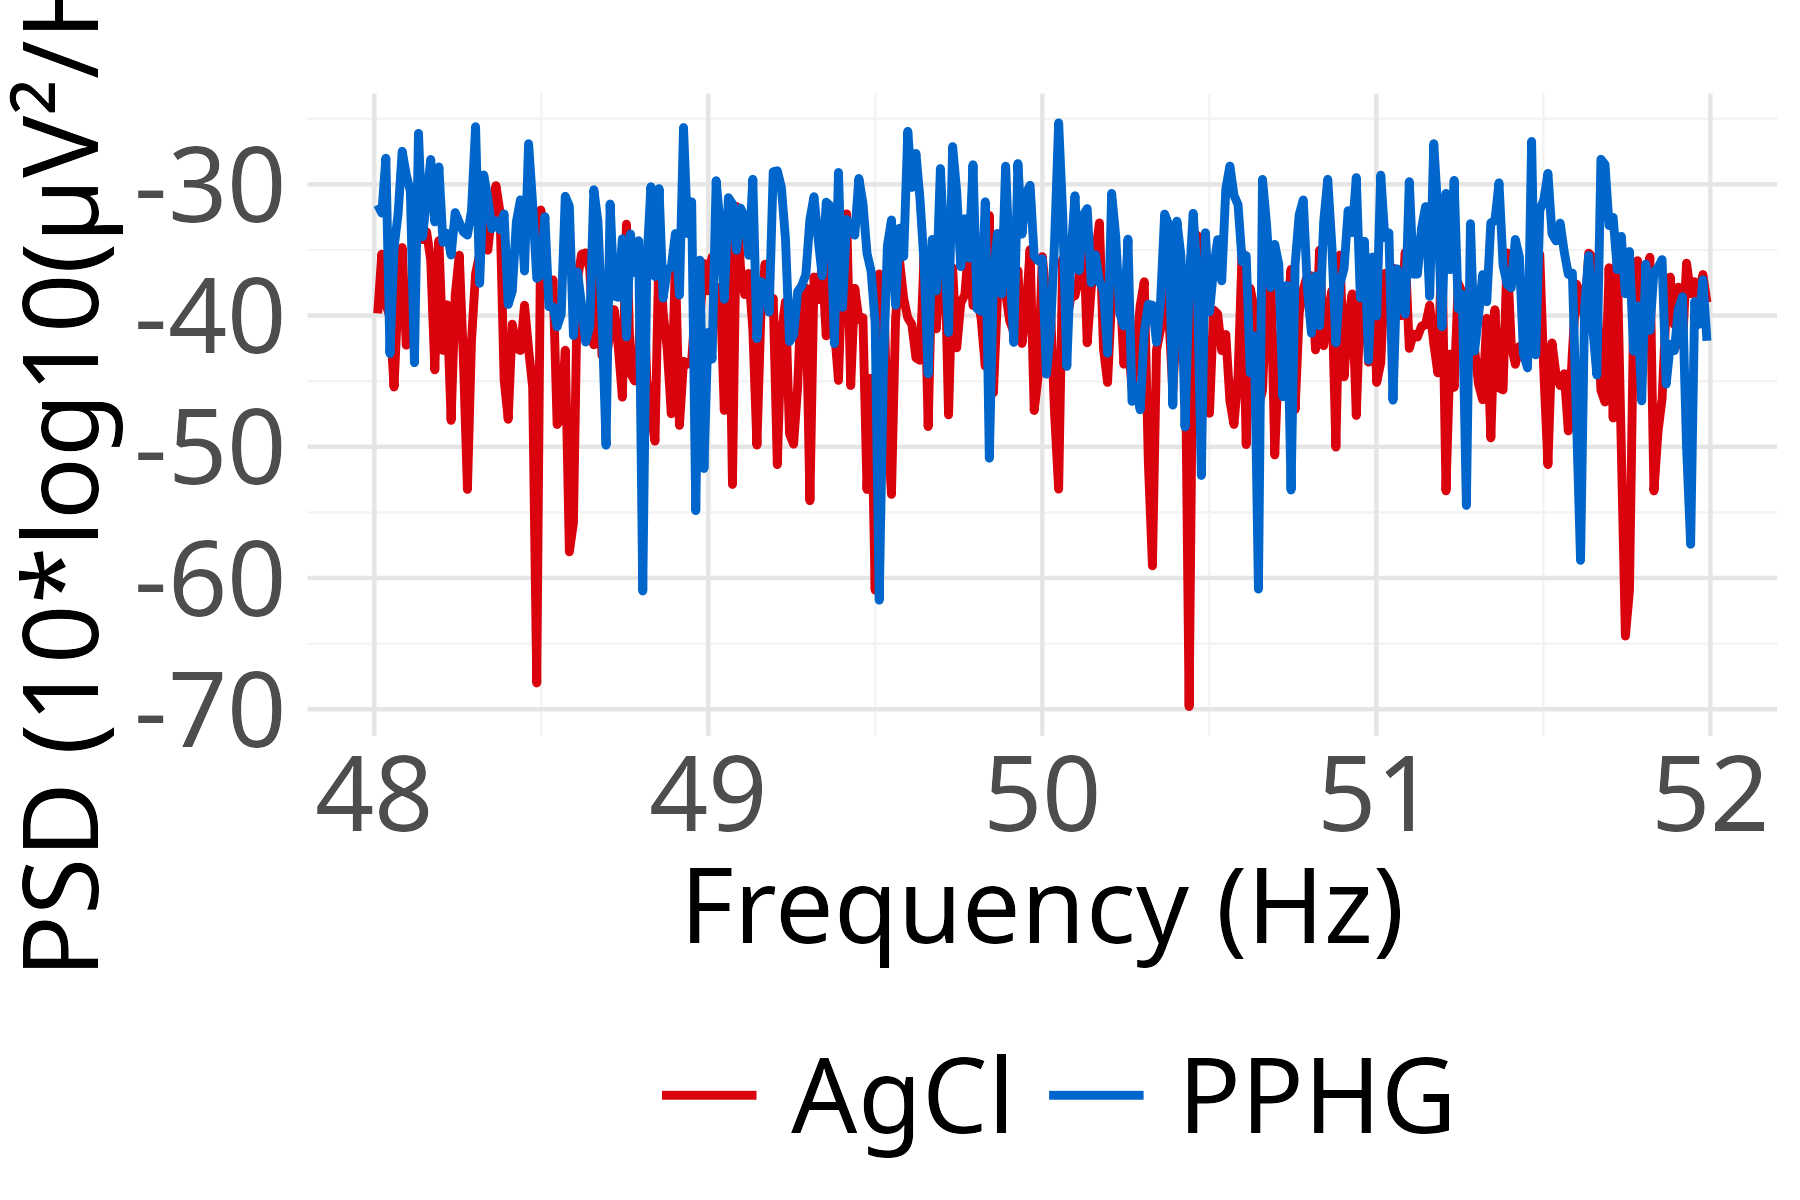 PSD (10*log10(µV²/H
-30
-40
-50
-60
-70
48 49 50 51 52
Frequency (Hz)
AgCl PPHG